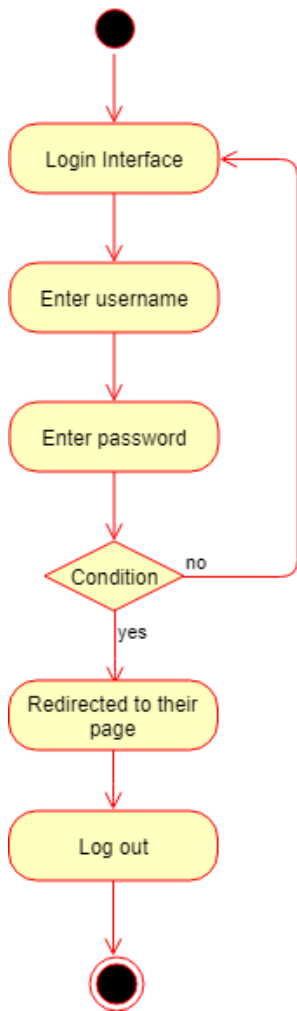 Login Interface
Enter username
Enter password
Condition
no
yes
Redirected to their
page
Log out